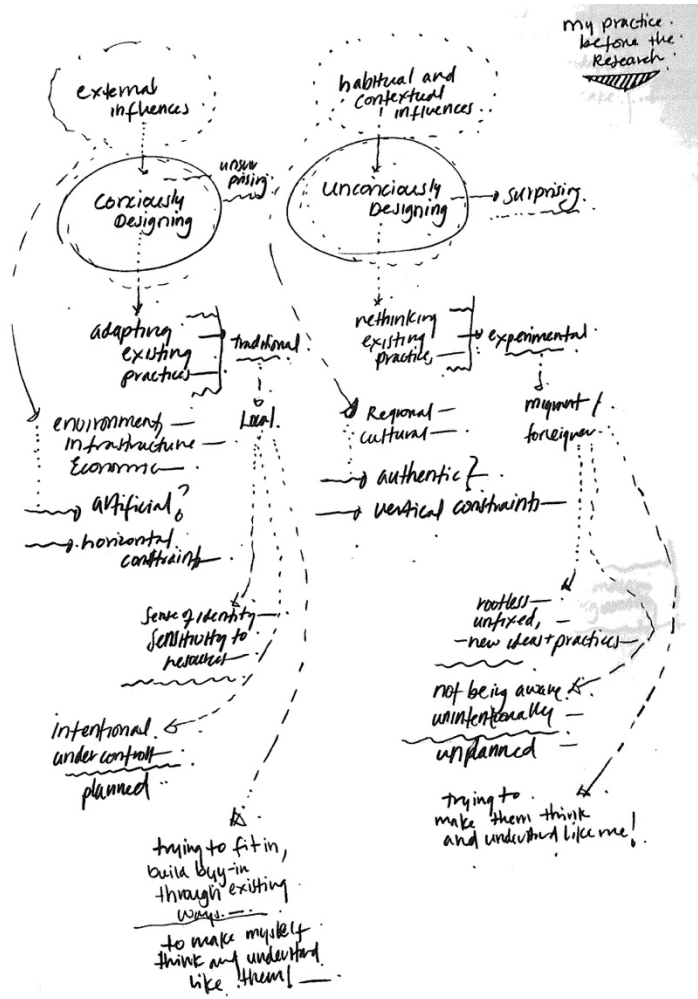 my practice.
before the
Research.
external
influences
habitual and
contextual
influences.
Conciously
Designing
unsur
prising
Unconciously
Designing
surprising.
adapting
existing
practices
traditional
Local.
rethinking
existing
practices
experimental.
migrant /
foreigner
environment
infrastructure
Economic
artificial?
horizontal
constraints
Regional
cultural
authentic?
vertical constraints
sense of identity
sensitivity to
resources
intentional
under control
planned
rootless
unfixed,
new ideas + practices
not being aware
unintentionally
unplanned
trying to fit in,
build buy-in
through existing
ways.
to make myself
think and understand
like them!
trying to
make them think
and understand like me!